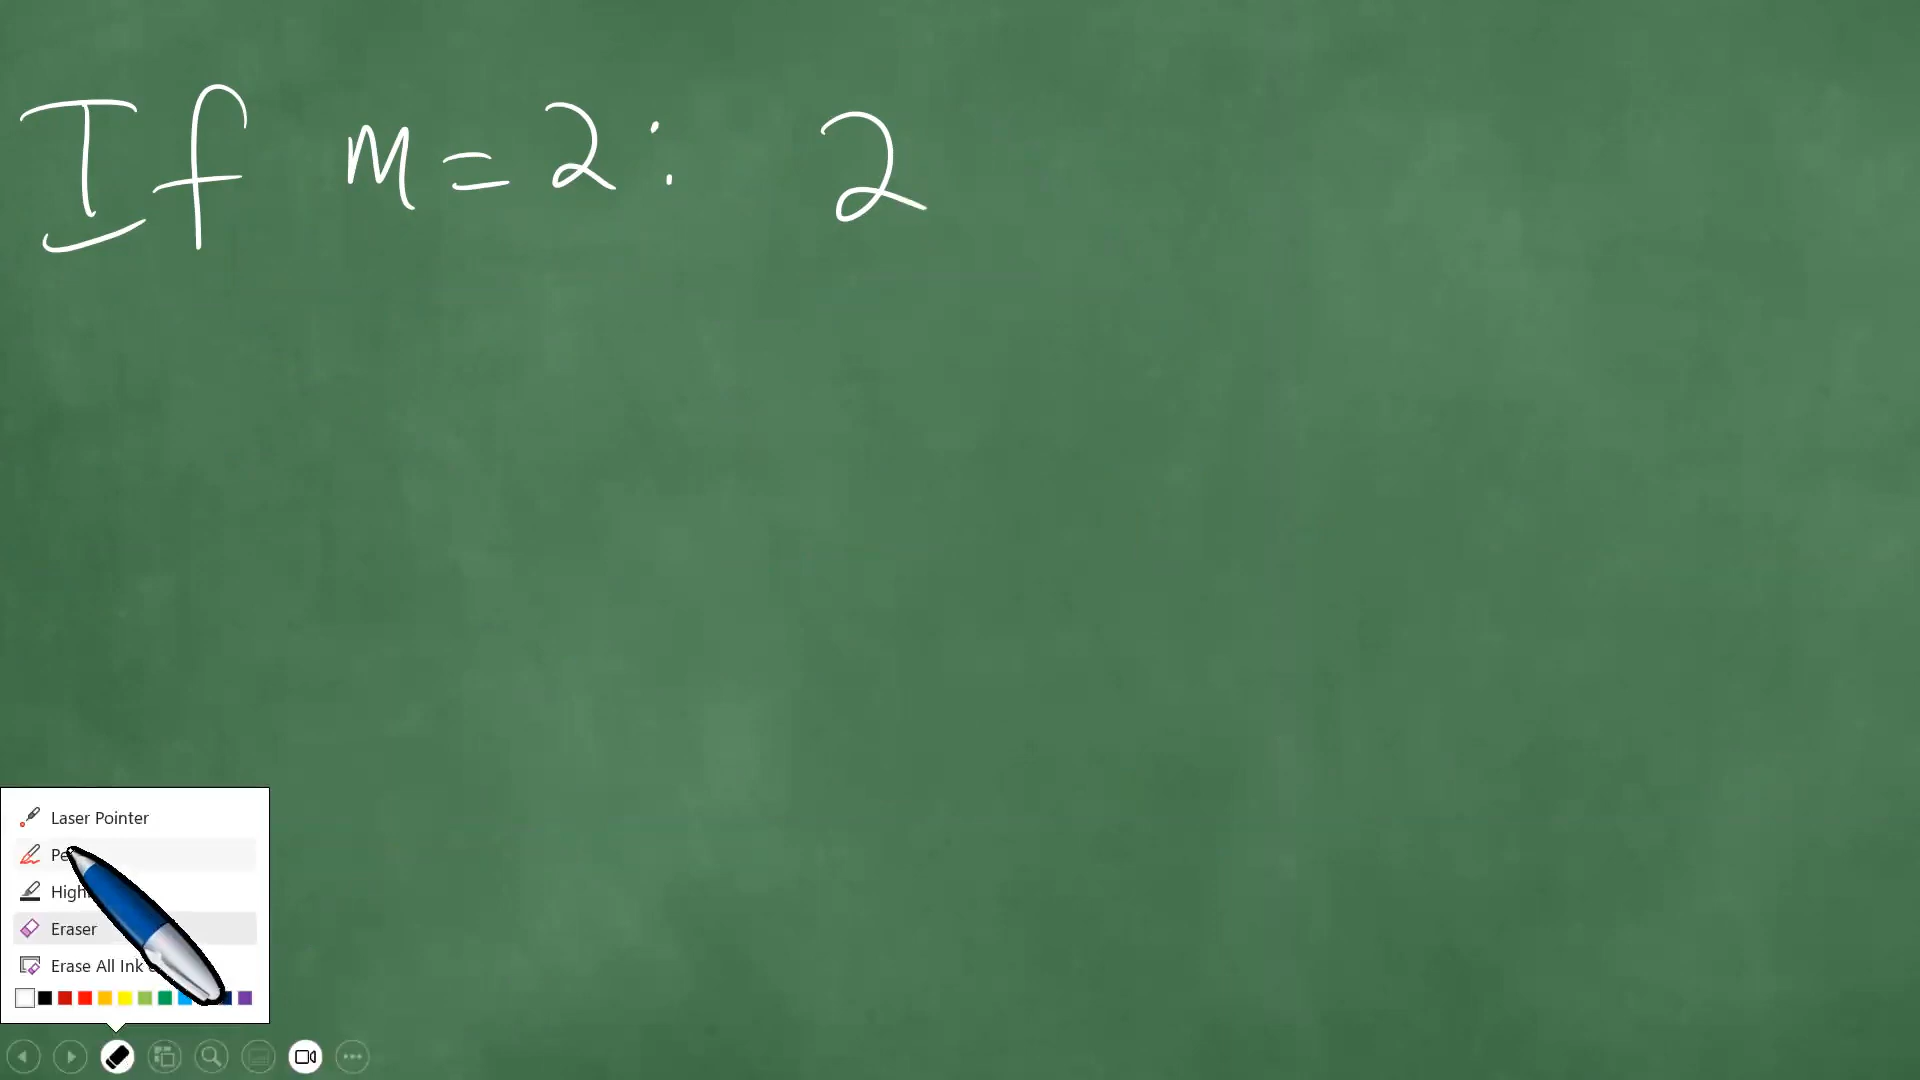 If m=2: 2
Laser Pointer
Eraser
Erase All Ink